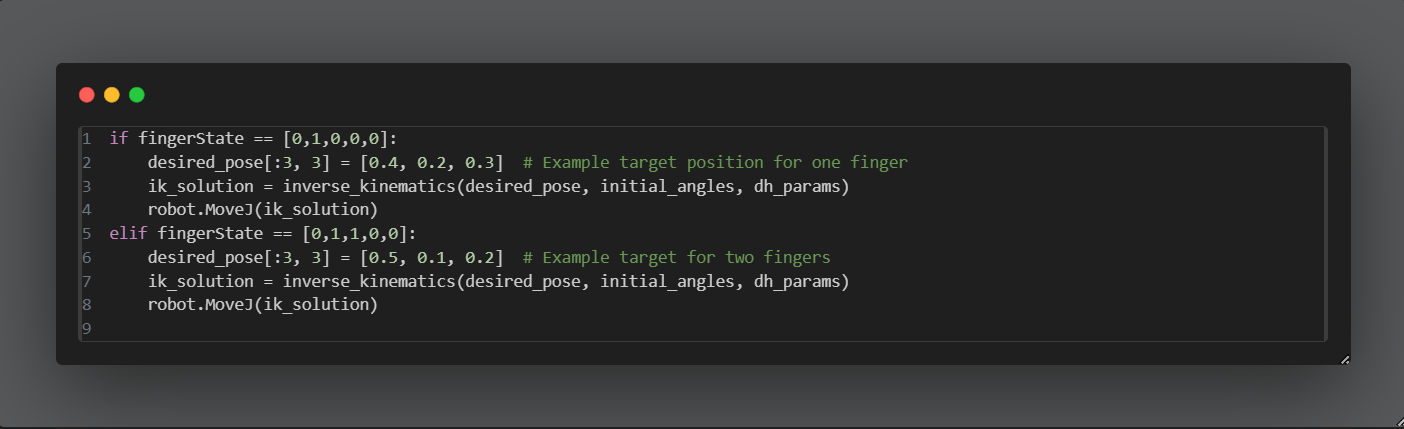 1 if fingerState == [0,1,0,0,0]:
2     desired_pose[:3, 3] = [0.4, 0.2, 0.3]  # Example target position for one finger
3     ik_solution = inverse_kinematics(desired_pose, initial_angles, dh_params)
4     robot.MoveJ(ik_solution)
5 elif fingerState == [0,1,1,0,0]:
6     desired_pose[:3, 3] = [0.5, 0.1, 0.2]  # Example target for two fingers
7     ik_solution = inverse_kinematics(desired_pose, initial_angles, dh_params)
8     robot.MoveJ(ik_solution)
9